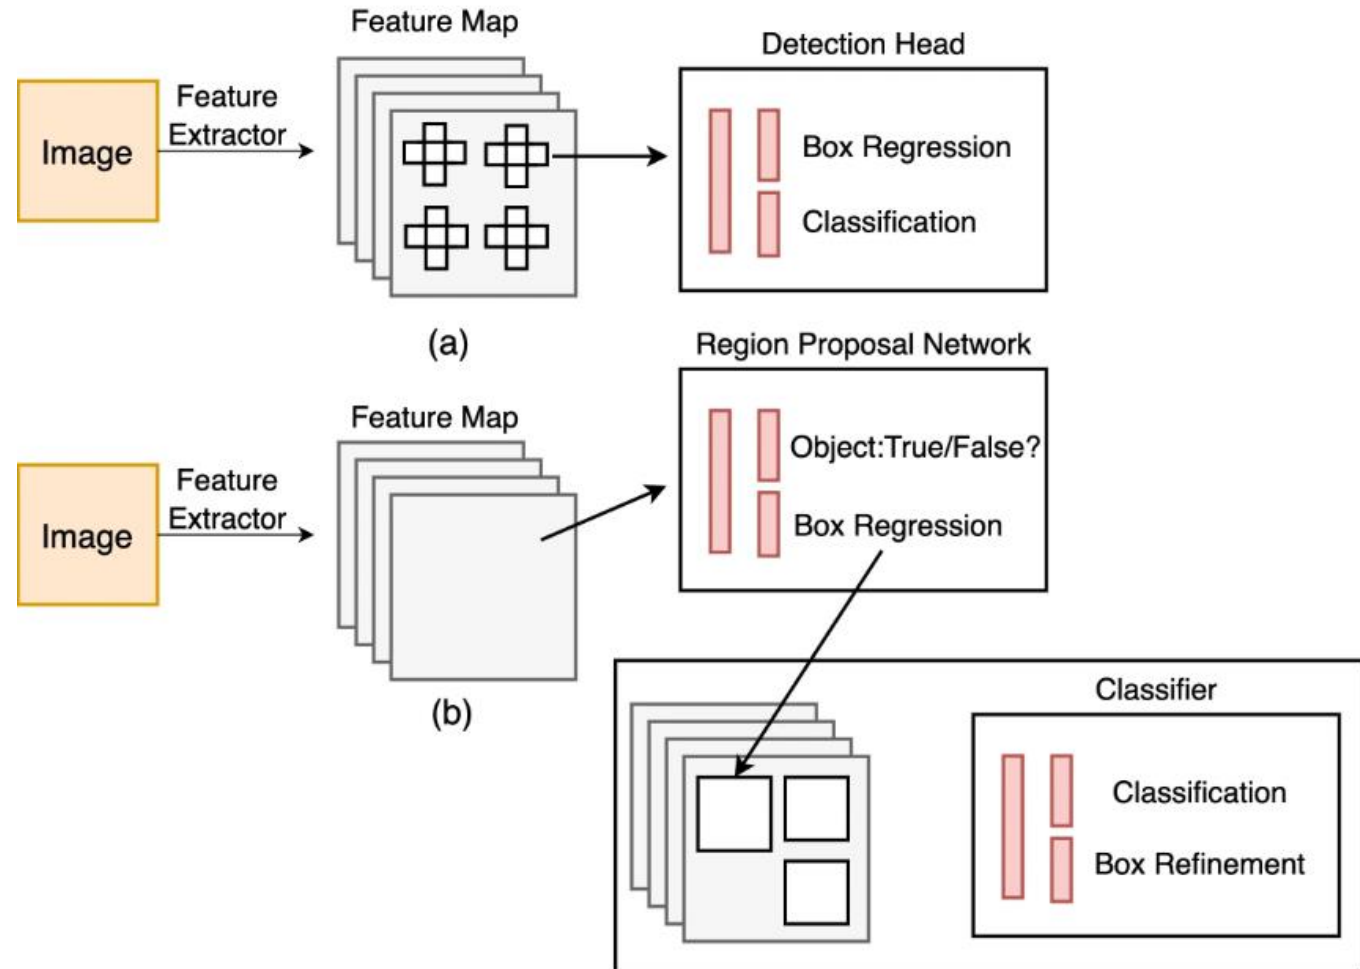 Feature Map
Detection Head
Feature
Extractor
Image
Box Regression
Classification
(a)
Region Proposal Network
Feature Map
Feature
Extractor
Image
Object:True/False?
Box Regression
(b)
Classifier
Classification
Box Refinement